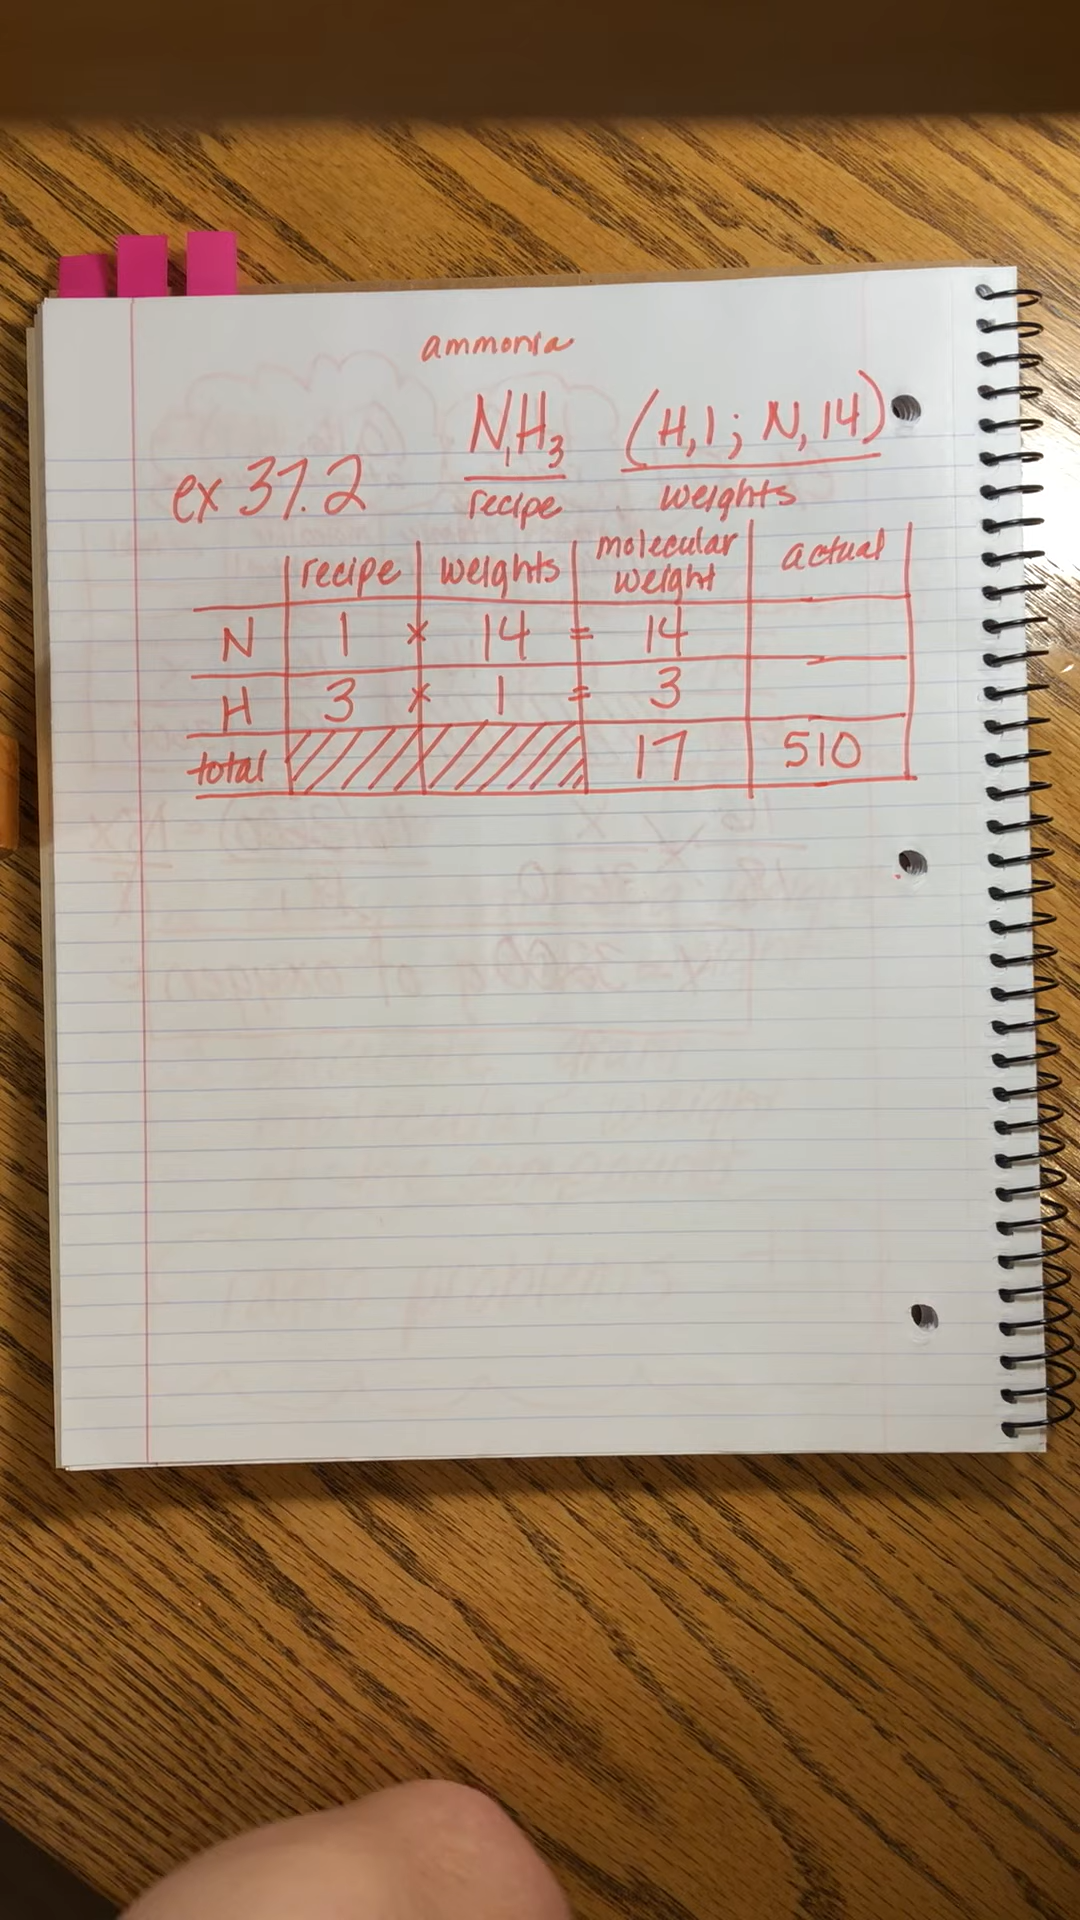 ammonia
N₁H₃ (H,1; N,14)
ex 37.2 recipe weights
recipe weights molecular weight actual
N 1 × 14 = 14
H 3 × 1 = 3
total 17 510